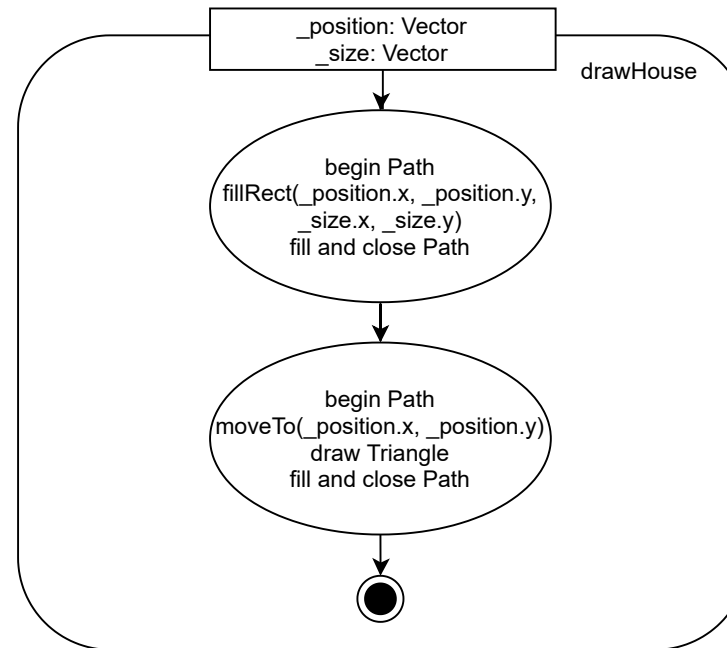 _position: Vector
_size: Vector
drawHouse
begin Path
fillRect(_position.x, _position.y,
_size.x, _size.y)
fill and close Path
begin Path
moveTo(_position.x, _position.y)
draw Triangle
fill and close Path